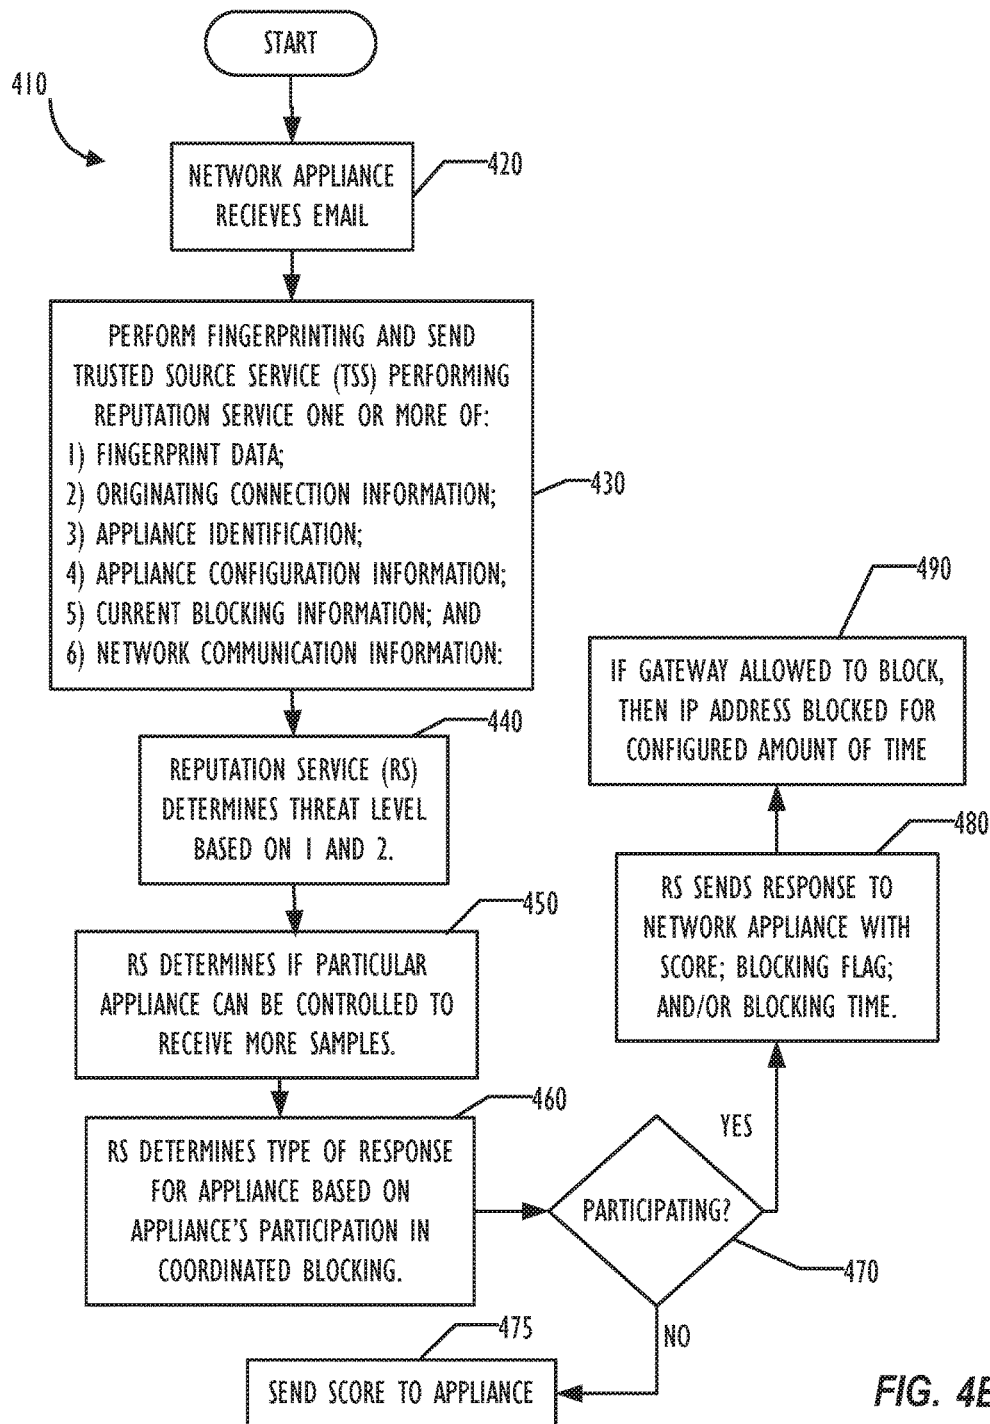 START
410
NETWORK APPLIANCE
RECIEVES EMAIL
420
PERFORM FINGERPRINTING AND SEND
TRUSTED SOURCE SERVICE (TSS) PERFORMING
REPUTATION SERVICE ONE OR MORE OF:
1) FINGERPRINT DATA;
2) ORIGINATING CONNECTION INFORMATION;
3) APPLIANCE IDENTIFICATION;
4) APPLIANCE CONFIGURATION INFORMATION;
5) CURRENT BLOCKING INFORMATION; AND
6) NETWORK COMMUNICATION INFORMATION:
430
REPUTATION SERVICE (RS)
DETERMINES THREAT LEVEL
BASED ON 1 AND 2.
440
RS DETERMINES IF PARTICULAR
APPLIANCE CAN BE CONTROLLED TO
RECEIVE MORE SAMPLES.
450
RS DETERMINES TYPE OF RESPONSE
FOR APPLIANCE BASED ON
APPLIANCE'S PARTICIPATION IN
COORDINATED BLOCKING.
460
PARTICIPATING?
470
YES
RS SENDS RESPONSE TO
NETWORK APPLIANCE WITH
SCORE; BLOCKING FLAG;
AND/OR BLOCKING TIME.
480
IF GATEWAY ALLOWED TO BLOCK,
THEN IP ADDRESS BLOCKED FOR
CONFIGURED AMOUNT OF TIME
490
NO
SEND SCORE TO APPLIANCE
475
FIG. 4B